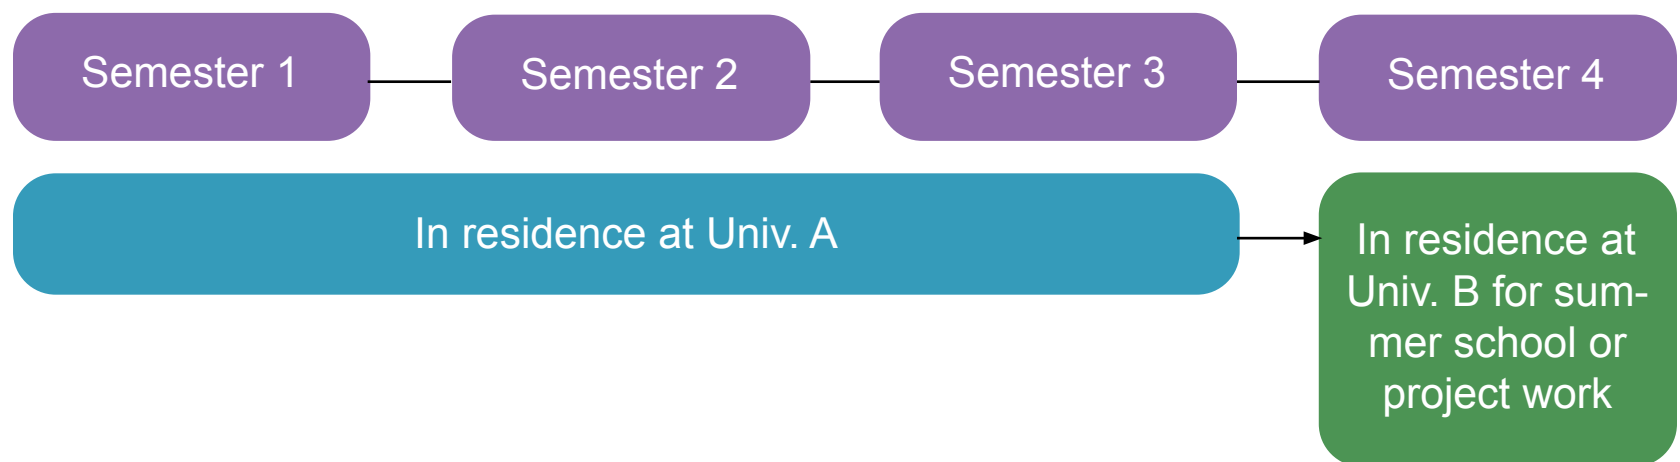 Semester 1
Semester 2
Semester 3
Semester 4
In residence at Univ. A
In residence at
Univ. B for sum-
mer school or
project work